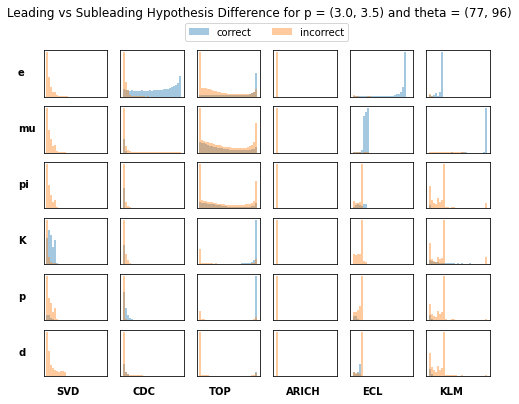 Leading vs Subleading Hypothesis Difference for p = (3.0, 3.5) and theta = (77, 96)
correct incorrect
e
mu
pi
K
p
d
SVD CDC TOP ARICH ECL KLM